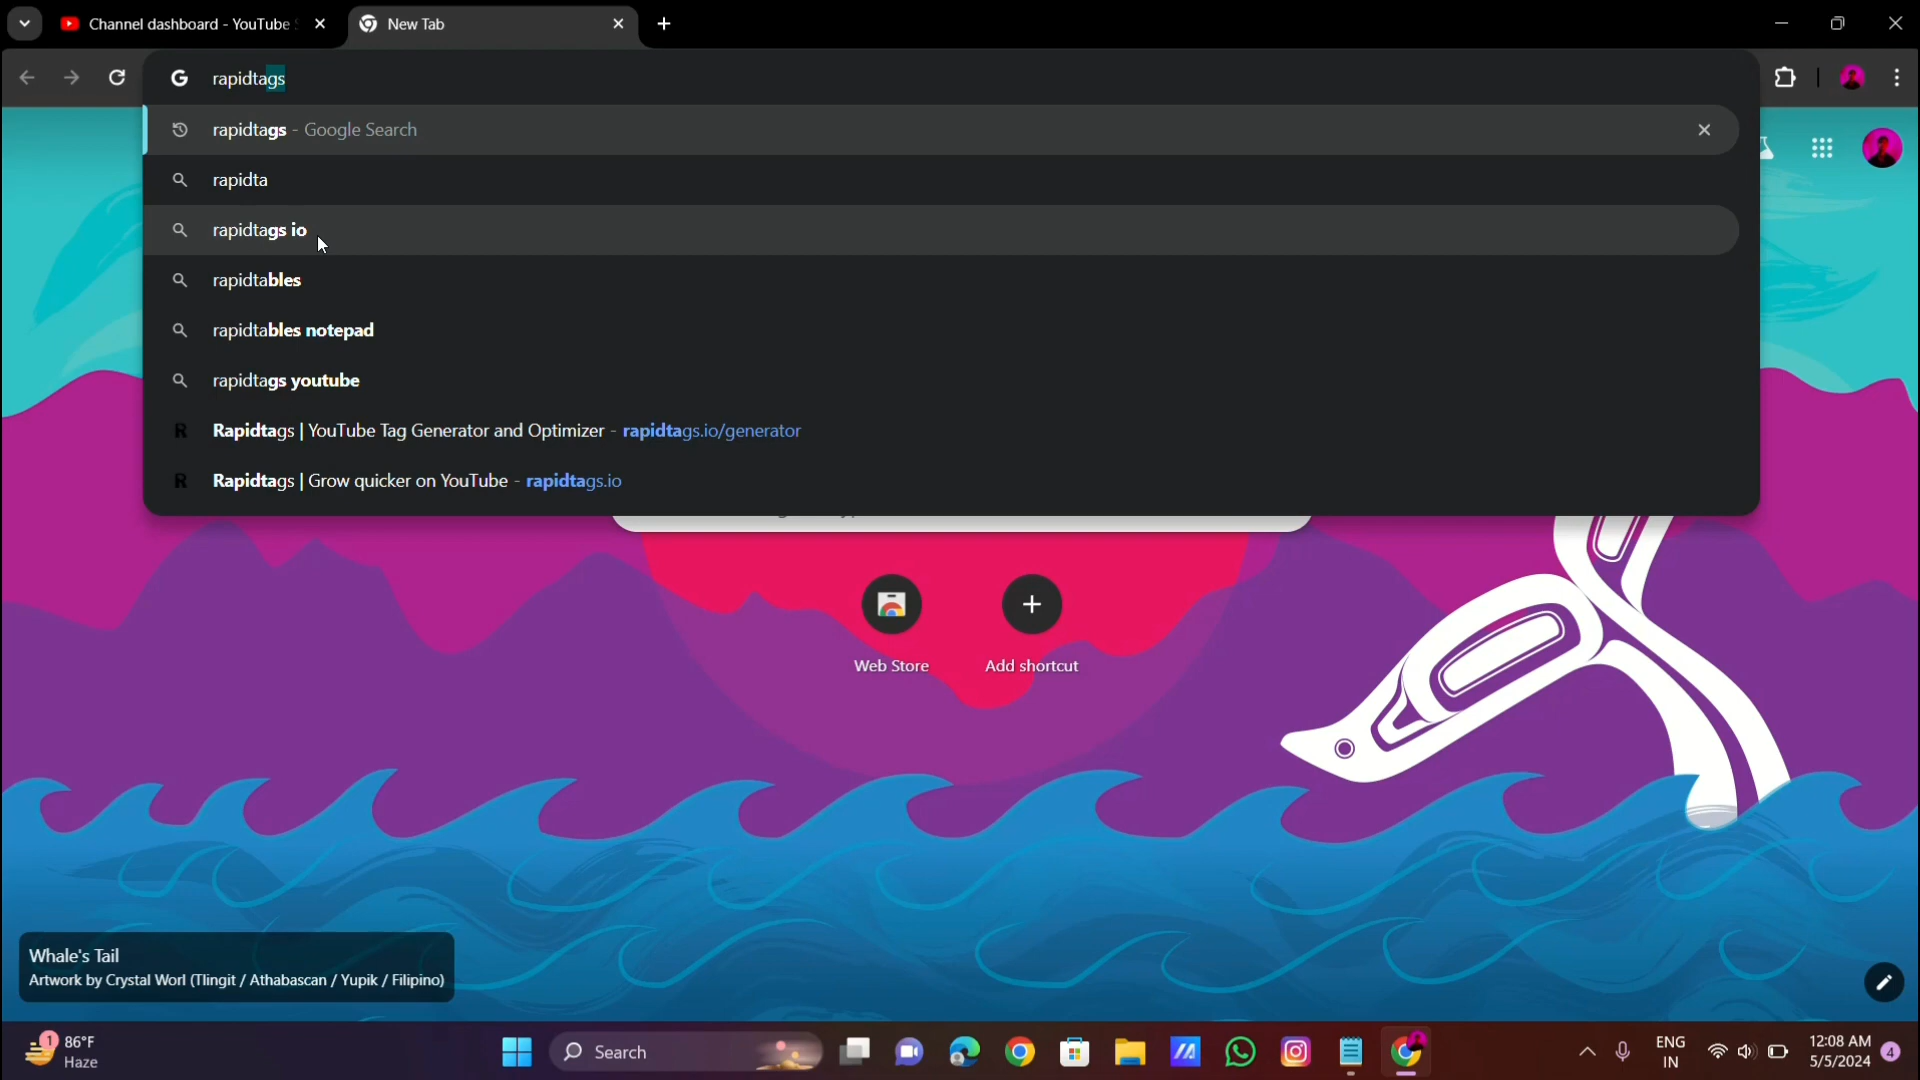 Channel dashboard - YouTube
New Tab
rapidtags
rapidtags - Google Search
rapidta
rapidtags io
rapidtables
rapidtables notepad
rapidtags youtube
Rapidtags | YouTube Tag Generator and Optimizer - rapidtags.io/generator
Rapidtags | Grow quicker on YouTube - rapidtags.io
Web Store
Add shortcut
Whale's Tail
Artwork by Crystal Worl (Tlingit / Athabascan / Yupik / Filipino)
1
86°F
Haze
Search
ENG
IN
12:08 AM
5/5/2024
4